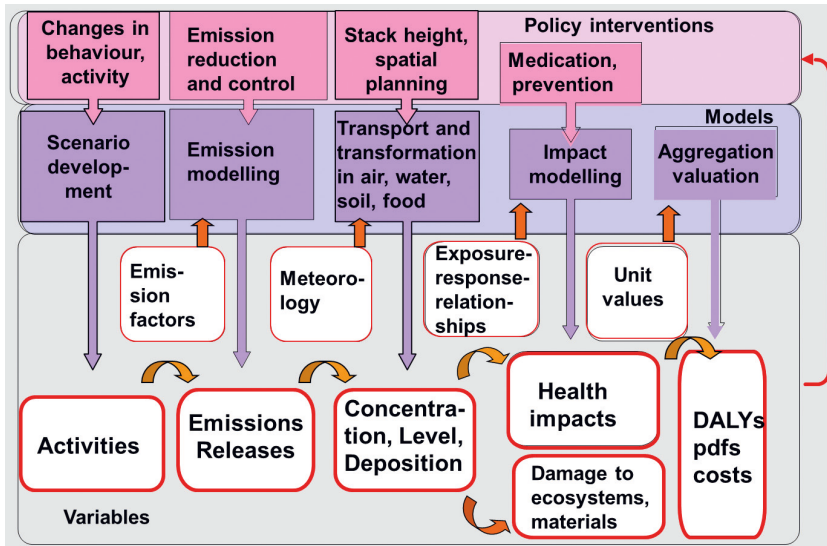 Policy interventions
Changes in
behaviour,
activity
Emission
reduction
and control
Stack height,
spatial
planning
Medication,
prevention
Models
Scenario
develop-
ment
Emission
modelling
Transport and
transformation
in air, water,
soil, food
Impact
modelling
Aggregation
valuation
Emis-
sion
factors
Meteoro-
logy
Exposure-
response-
relation-
ships
Unit
values
Activities
Emissions
Releases
Concentra-
tion, Level,
Deposition
Health
impacts
Damage to
ecosystems,
materials
DALYs
pdfs
costs
Variables